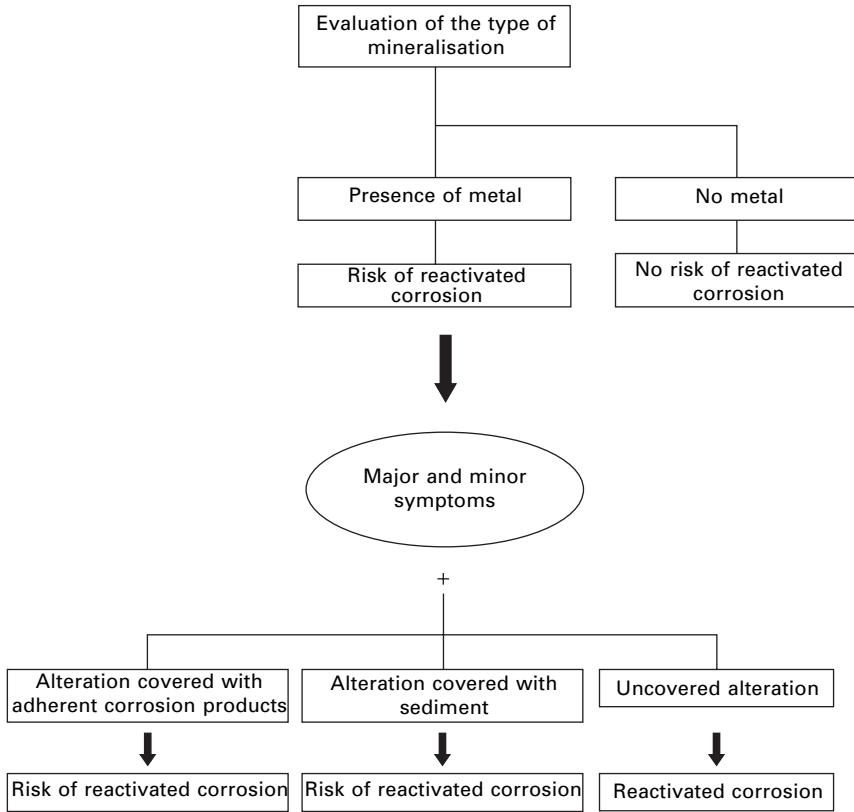 Evaluation of the type of
mineralisation
Presence of metal
No metal
Risk of reactivated
corrosion
No risk of reactivated
corrosion
Major and minor
symptoms
+
Alteration covered with
adherent corrosion products
Alteration covered with
sediment
Uncovered alteration
Risk of reactivated corrosion
Risk of reactivated corrosion
Reactivated corrosion